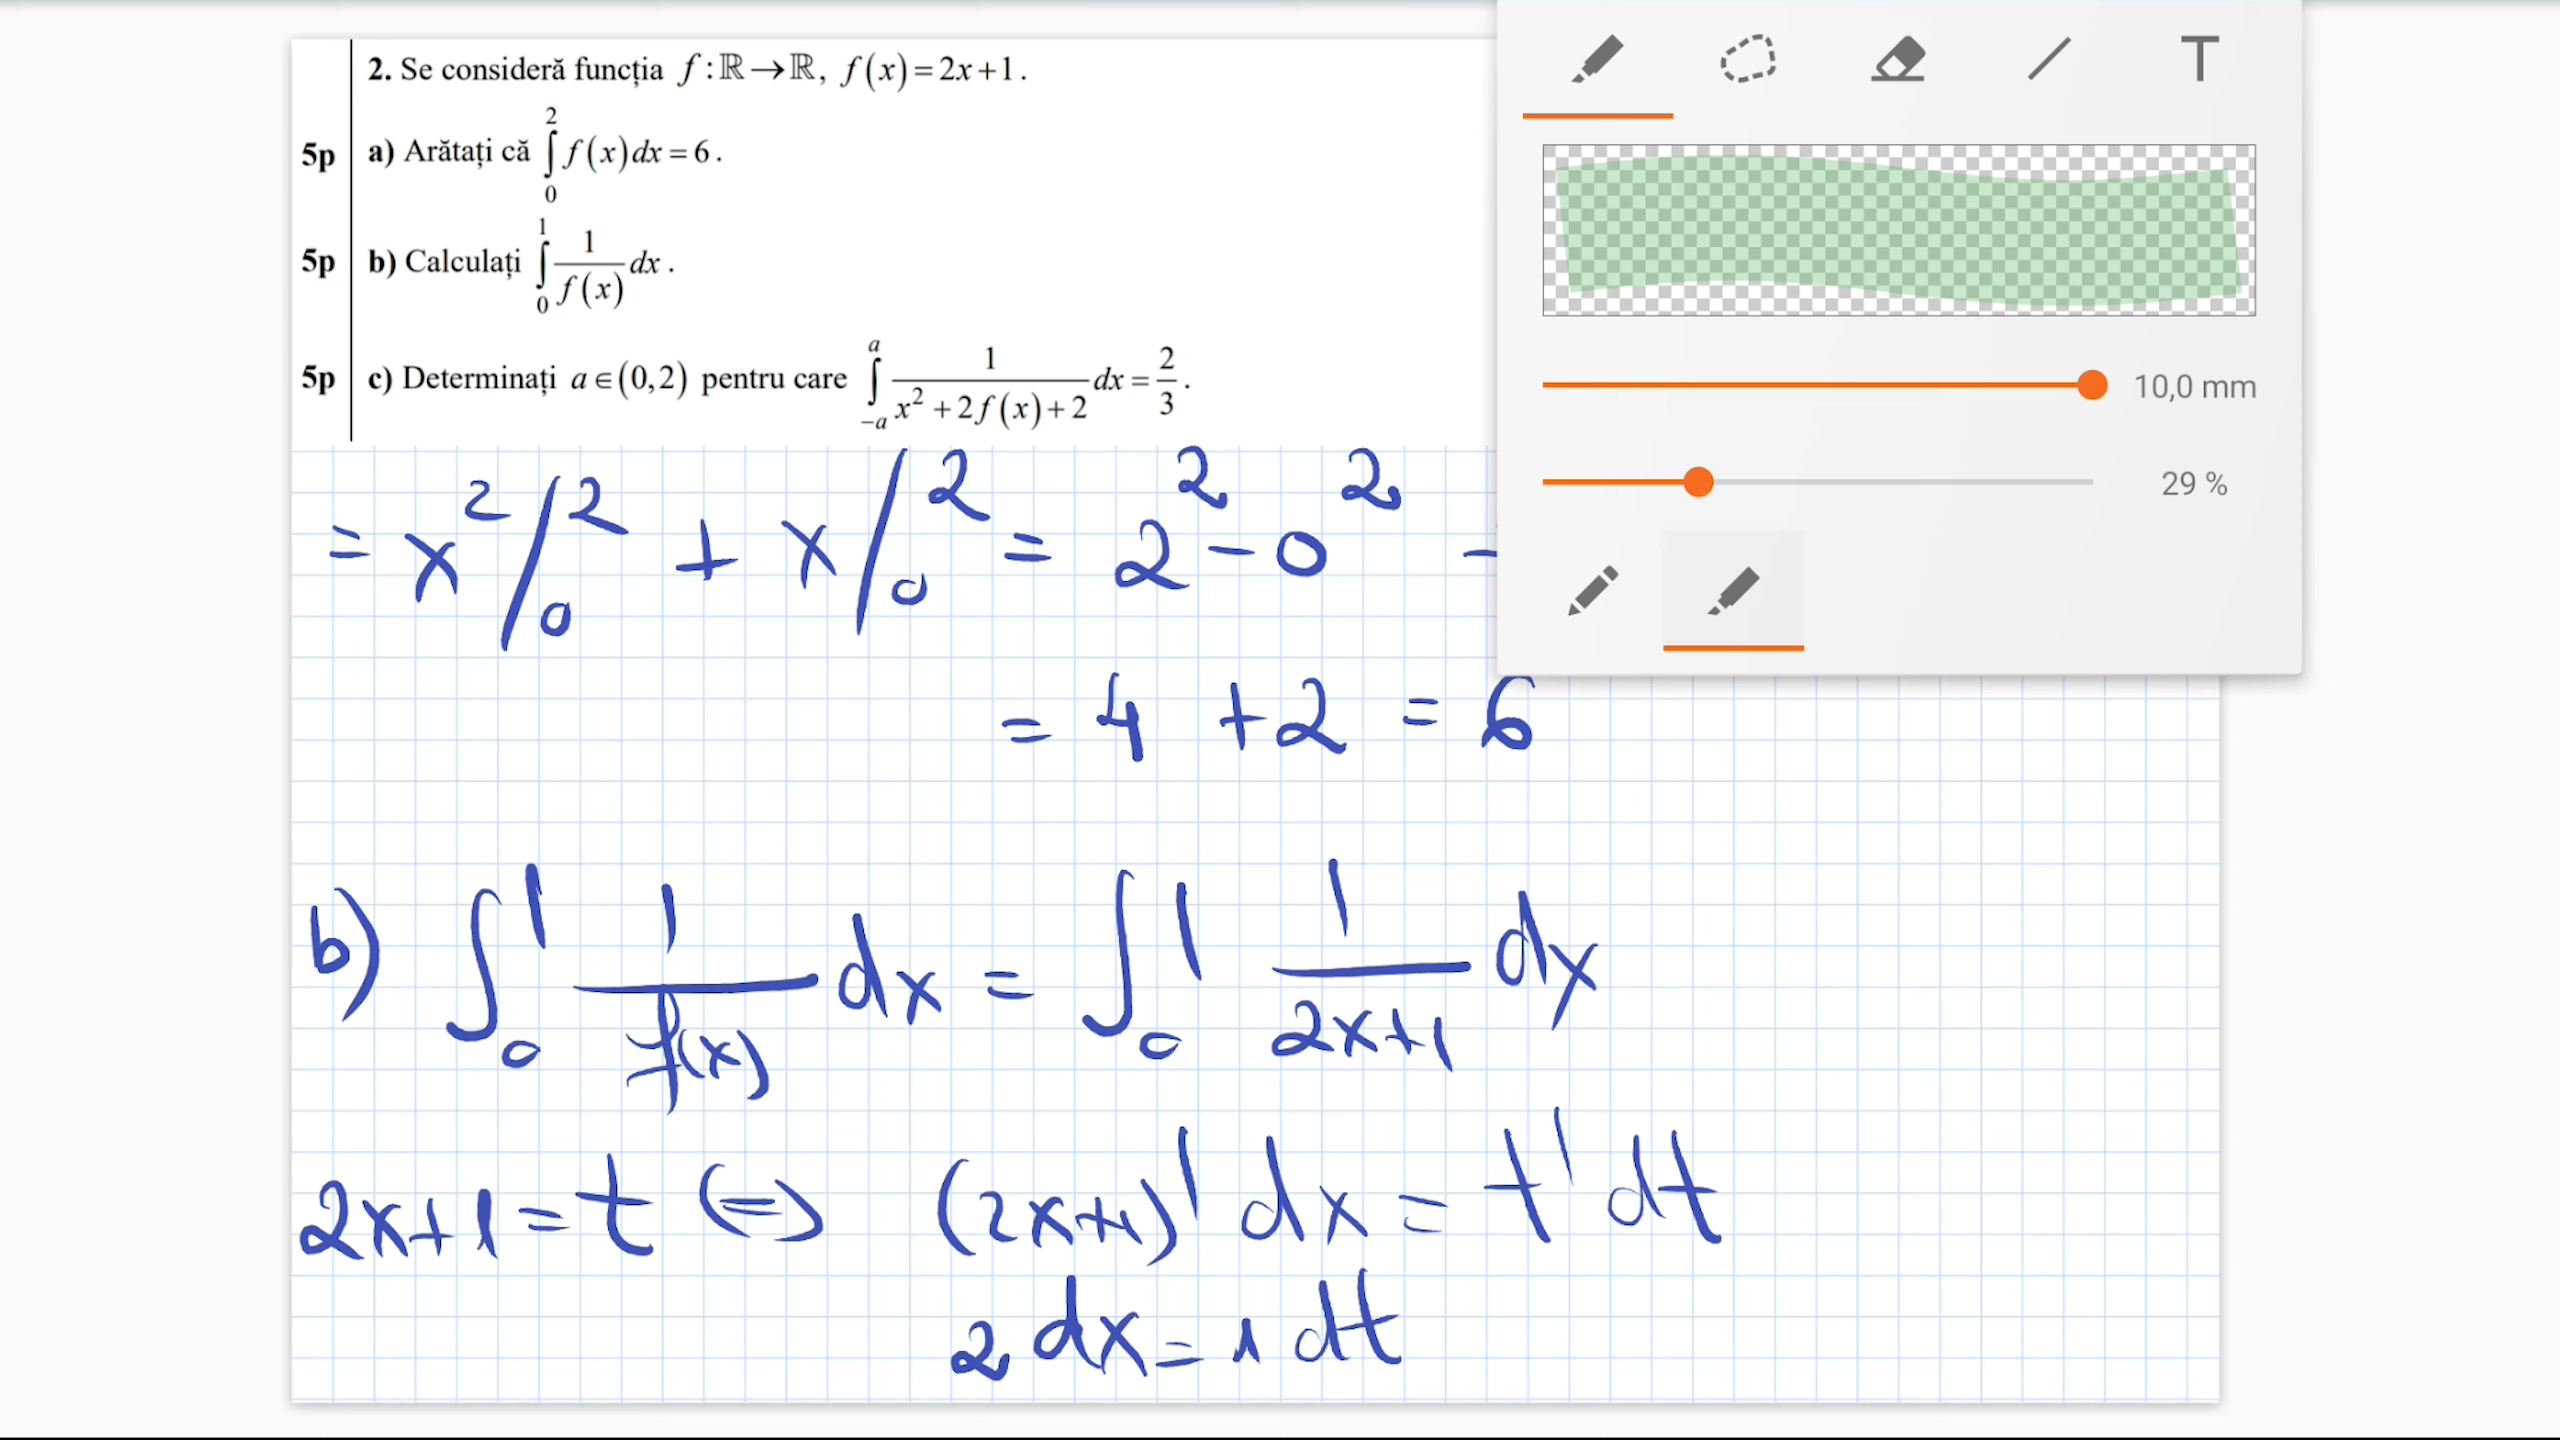 2. Se consideră funcția f : ℝ → ℝ, f(x) = 2x + 1.
5p a) Arătați că ∫₀² f(x)dx = 6.
5p b) Calculați ∫₀¹ 1/f(x) dx.
5p c) Determinați a ∈ (0,2) pentru care ∫₋ₐᵃ 1/(x² + 2f(x) + 2) dx = 2/3.
10,0 mm
29 %
T
= x² /₀² + x /₀² = 2² - 0² 2
= 4 + 2 = 6
b) ∫₀¹ 1/f(x) dx = ∫₀¹ 1/(2x+1) dx
2x+1 = t (=) (2x+1)' dx = t' dt
2 dx = 1 dt